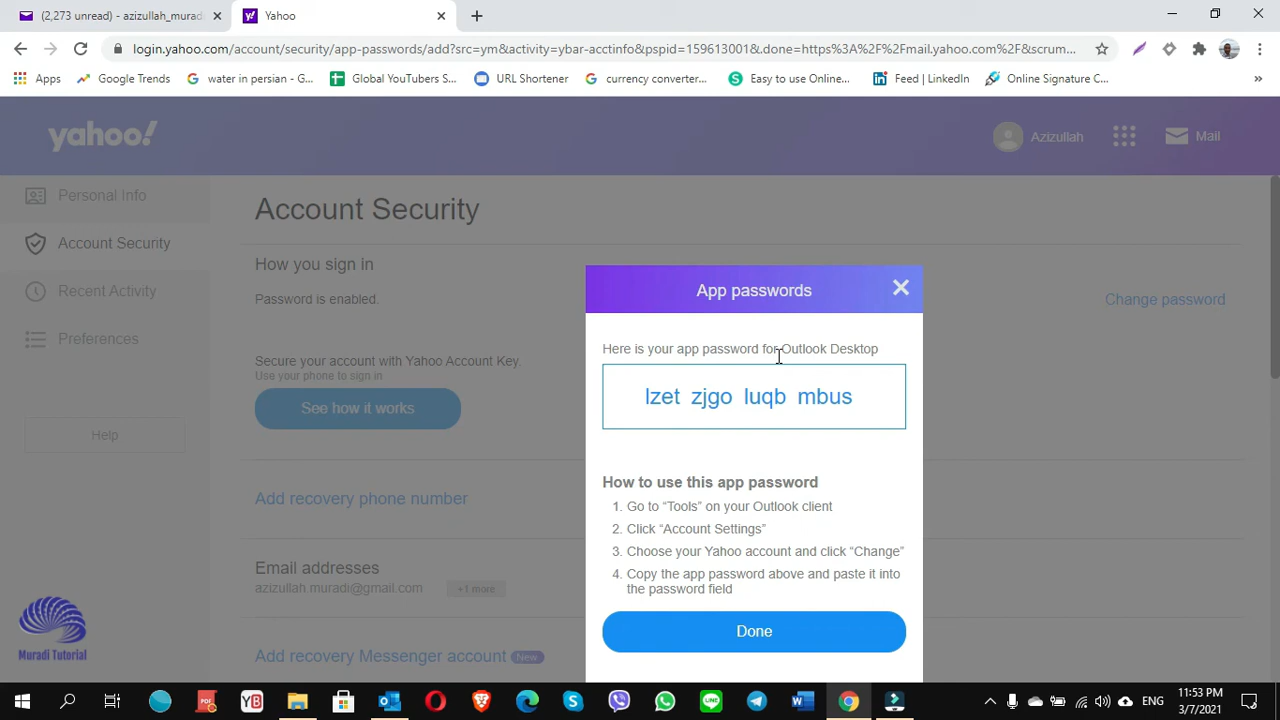 (2,273 unread) - azizullah_muradi
Yahoo
login.yahoo.com/account/security/app-passwords/add?src=ym&activity=ybar-acctinfo&pspid=159613001&.done=https%3A%2F%2Fmail.yahoo.com%2F&scrum...
Apps
Google Trends
water in persian - G...
Global YouTubers S...
URL Shortener
currency converter...
Easy to use Online...
Feed | LinkedIn
Online Signature C...
»
yahoo!
Azizullah
Mail
Personal Info
Account Security
Recent Activity
Preferences
Help
Account Security
How you sign in
Password is enabled.
Change password
Secure your account with Yahoo Account Key.
Use your phone to sign in
See how it works
Add recovery phone number
Email addresses
azizullah.muradi@gmail.com
+1 more
Add recovery Messenger account New
App passwords
Here is your app password for Outlook Desktop
lzet zjgo luqb mbus
How to use this app password
1. Go to “Tools” on your Outlook client
2. Click “Account Settings”
3. Choose your Yahoo account and click “Change”
4. Copy the app password above and paste it into
the password field
Done
Muradi Tutorial
ENG
11:53 PM
3/7/2021